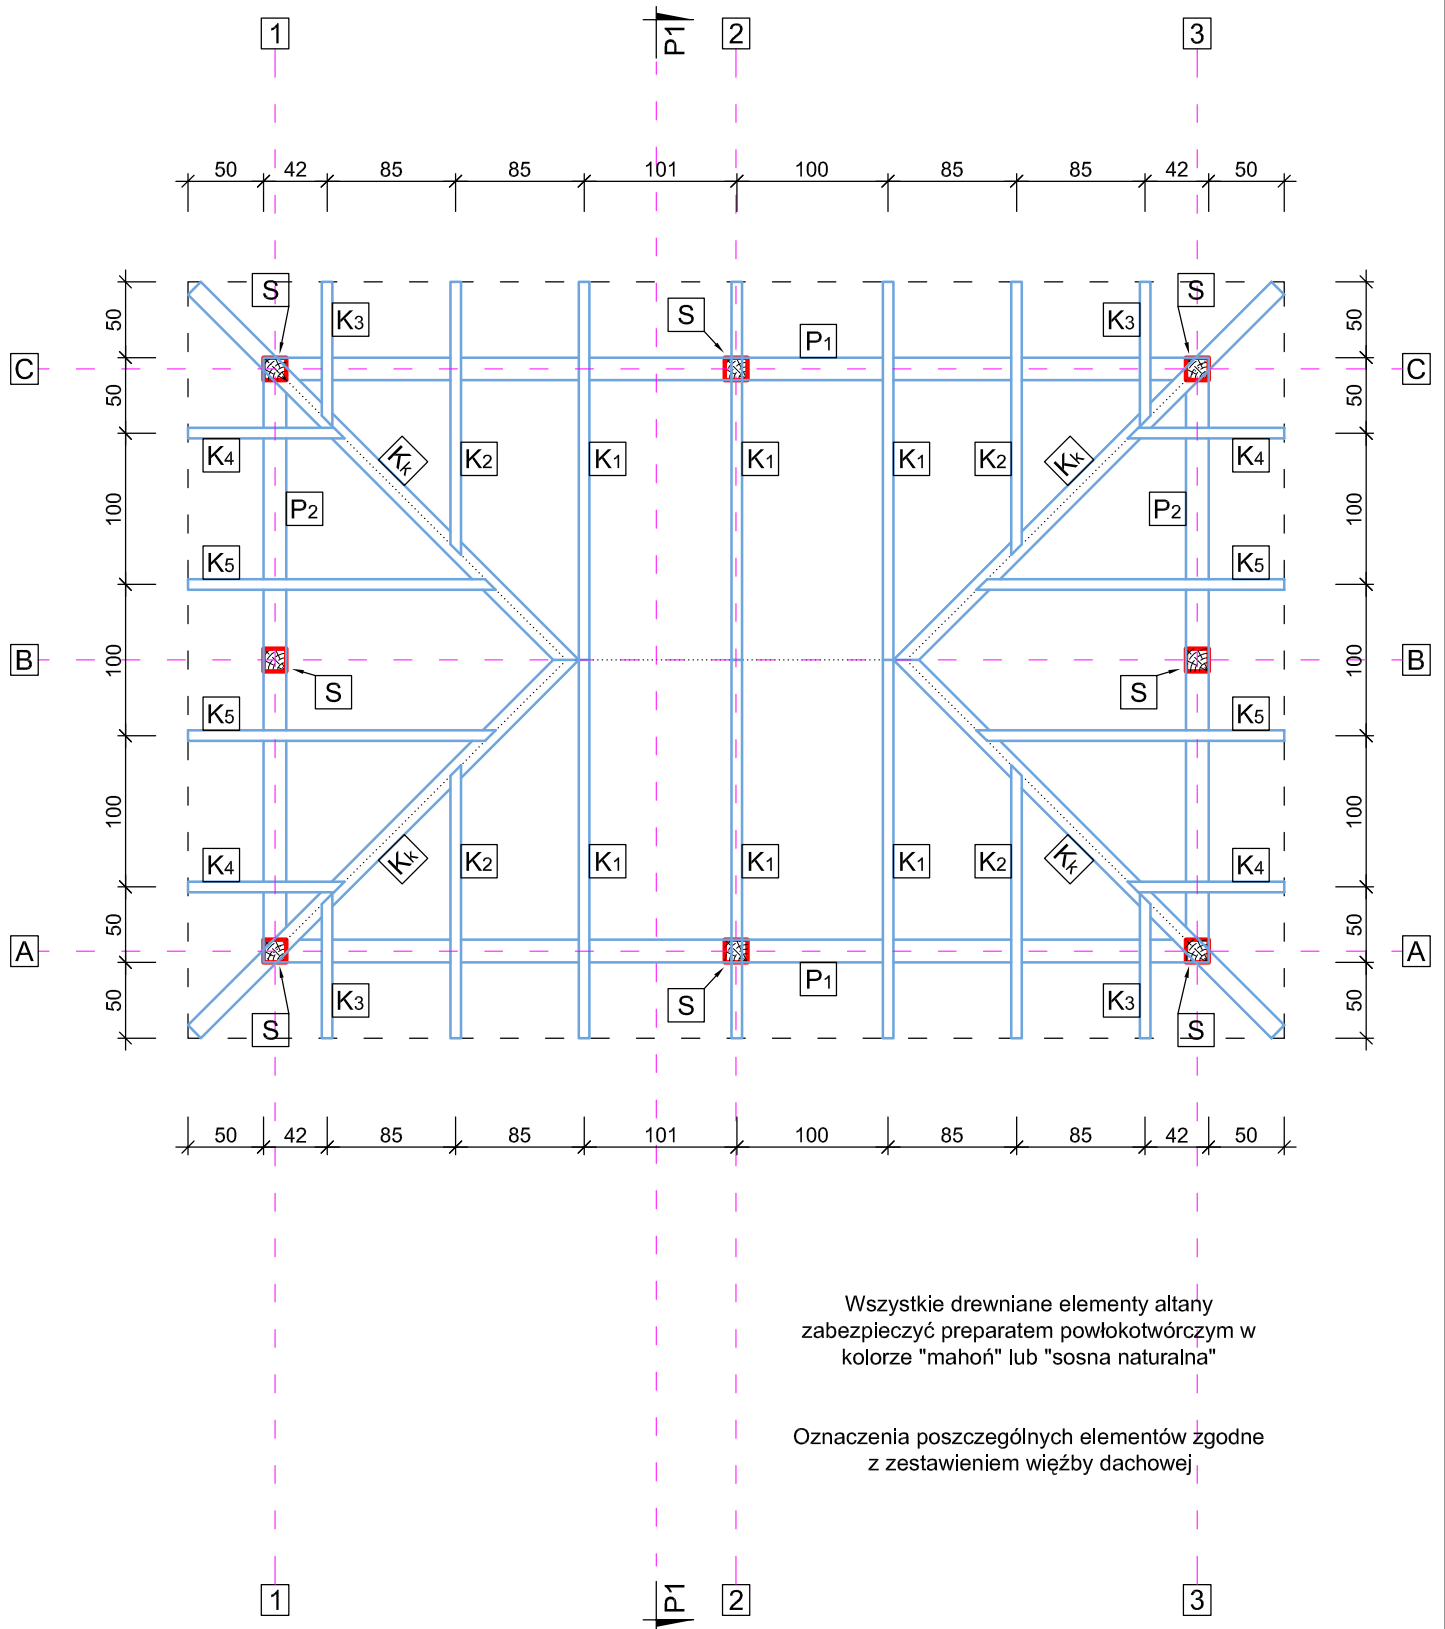 1 P1 2 3
50 42 85 85 101 100 85 85 42 50
S S S
K3 K3
50 50
P1
C C
50 50
K4 Kk K2 K1 K1 K1 K2 Kk K4
100 P2 P2 100
K5 K5
B 100 100 B
S S
K5 K5
100 100
K4 Kk K2 K1 K1 K1 K2 Kk K4
50 50
A A
P1
50 K3 S K3 50
S S
50 42 85 85 101 100 85 85 42 50
Wszystkie drewniane elementy altany
zabezpieczyć preparatem powłokotwórczym w
kolorze "mahoń" lub "sosna naturalna"
Oznaczenia poszczególnych elementów zgodne
z zestawieniem więźby dachowej
1 P1 2 3